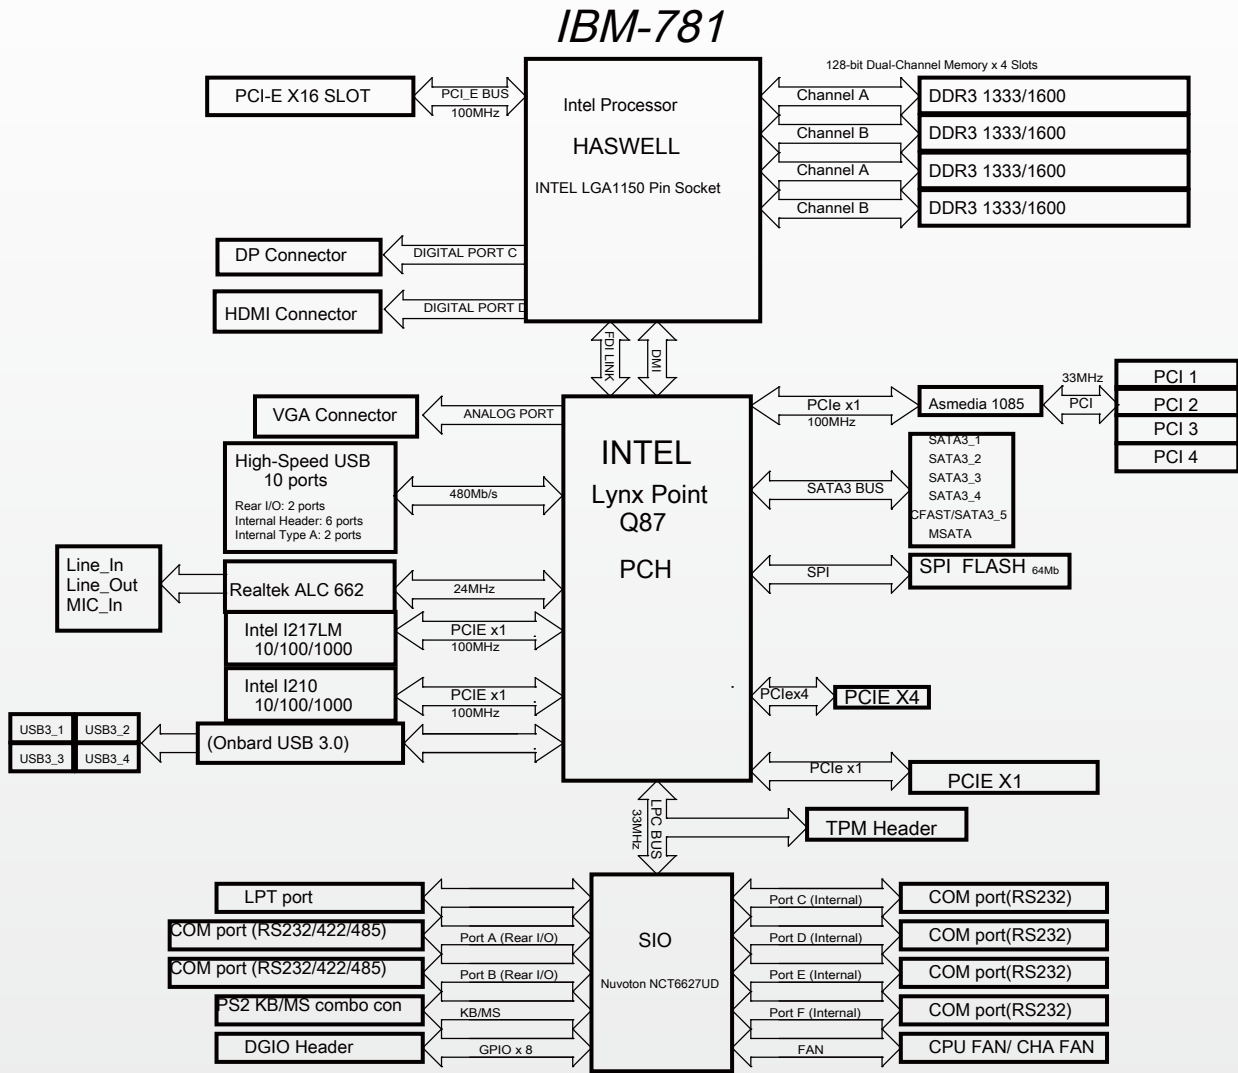 IBM-781
128-bit Dual-Channel Memory x 4 Slots
PCI-E X16 SLOT
PCI_E BUS
100MHz
Intel Processor
HASWELL
INTEL LGA1150 Pin Socket
Channel A
DDR3 1333/1600
Channel B
DDR3 1333/1600
Channel A
DDR3 1333/1600
Channel B
DDR3 1333/1600
DP Connector
DIGITAL PORT C
HDMI Connector
DIGITAL PORT D
FDI LINK
DMI
VGA Connector
ANALOG PORT
INTEL
Lynx Point
Q87
PCH
PCIe x1
100MHz
Asmedia 1085
33MHz
PCI
PCI 1
PCI 2
PCI 3
PCI 4
High-Speed USB
10 ports
Rear I/O: 2 ports
Internal Header: 6 ports
Internal Type A: 2 ports
480Mb/s
SATA3 BUS
SATA3_1
SATA3_2
SATA3_3
SATA3_4
CFAST/SATA3_5
MSATA
Line_In
Line_Out
MIC_In
Realtek ALC 662
24MHz
SPI
SPI FLASH 64Mb
Intel I217LM
10/100/1000
PCIE x1
100MHz
Intel I210
10/100/1000
PCIE x1
100MHz
PCIex4
PCIE X4
USB3_1
USB3_2
USB3_3
USB3_4
(Onbard USB 3.0)
PCIe x1
PCIE X1
LPC BUS
33MHz
TPM Header
LPT port
COM port (RS232/422/485)
Port A (Rear I/O)
COM port (RS232/422/485)
Port B (Rear I/O)
PS2 KB/MS combo con
KB/MS
DGIO Header
GPIO x 8
SIO
Nuvoton NCT6627UD
Port C (Internal)
COM port(RS232)
Port D (Internal)
COM port(RS232)
Port E (Internal)
COM port(RS232)
Port F (Internal)
COM port(RS232)
FAN
CPU FAN/ CHA FAN